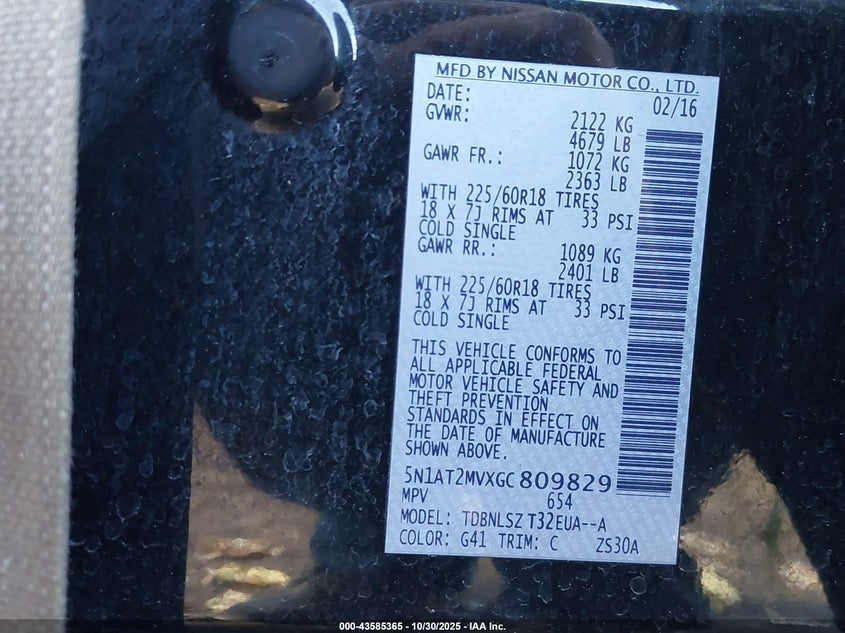 MFD BY NISSAN MOTOR CO., LTD.
DATE: 02/16
GVWR: 2122 KG
4679 LB
GAWR FR.: 1072 KG
2363 LB
WITH 225/60R18 TIRES
18 X 7J RIMS AT 33 PSI
COLD SINGLE
GAWR RR.: 1089 KG
2401 LB
WITH 225/60R18 TIRES
18 X 7J RIMS AT 33 PSI
COLD SINGLE
THIS VEHICLE CONFORMS TO
ALL APPLICABLE FEDERAL
MOTOR VEHICLE SAFETY AND
THEFT PREVENTION
STANDARDS IN EFFECT ON
THE DATE OF MANUFACTURE
SHOWN ABOVE.
5N1AT2MVXGC809829
MPV 654
MODEL: TDBNLSZ T32EUA--A
COLOR: G41 TRIM: C ZS30A
000-43585365 - 10/30/2025 - IAA Inc.